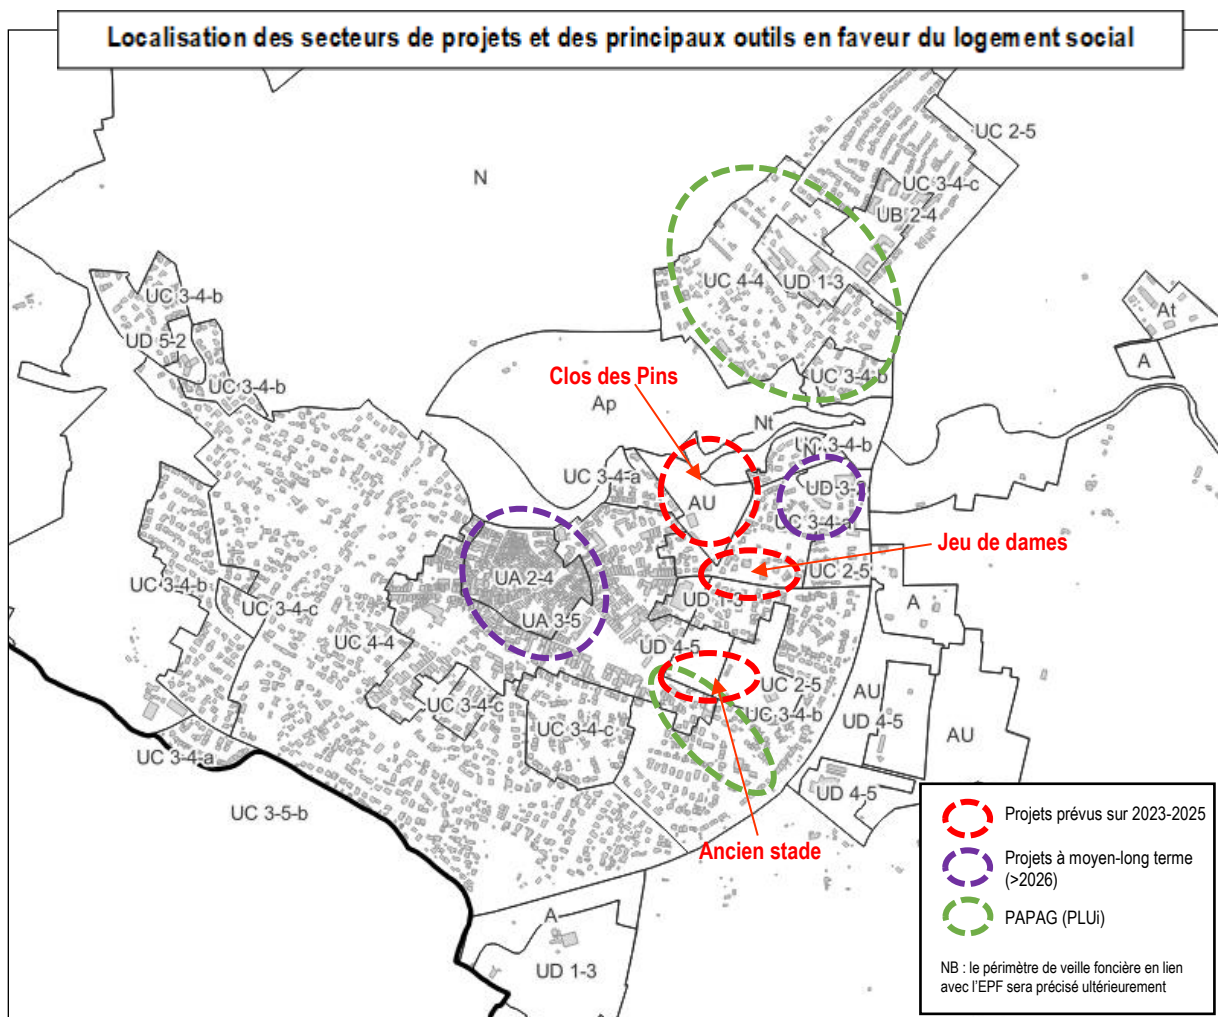 Localisation des secteurs de projets et des principaux outils en faveur du logement social
UC 2-5
N
UC 3-4-c
UB 2-4
UC 4-4
UD 1-3
UC 3-4-b
At
UD 5-2
A
UC 3-4-b
UC 3-4-b
Clos des Pins
Ap
Nt
UC 3-4-b
N
UC 3-4-a
UD 3-3
AU
UC 3-4-a
Jeu de dames
UA 2-4
UC 2-5
UC 3-4-b
UC 3-4-c
UD 1-3
A
UA 3-5
UC 4-4
UD 4-5
UC 2-5
AU
UC 3-4-c
UC 3-4-b
UD 4-5
UC 3-4-c
AU
UC 3-4-a
UD 4-5
UC 3-5-b
Ancien stade
A
UD 1-3
Projets prévus sur 2023-2025
Projets à moyen-long terme
(>2026)
PAPAG (PLUi)
NB : le périmètre de veille foncière en lien
avec l'EPF sera précisé ultérieurement